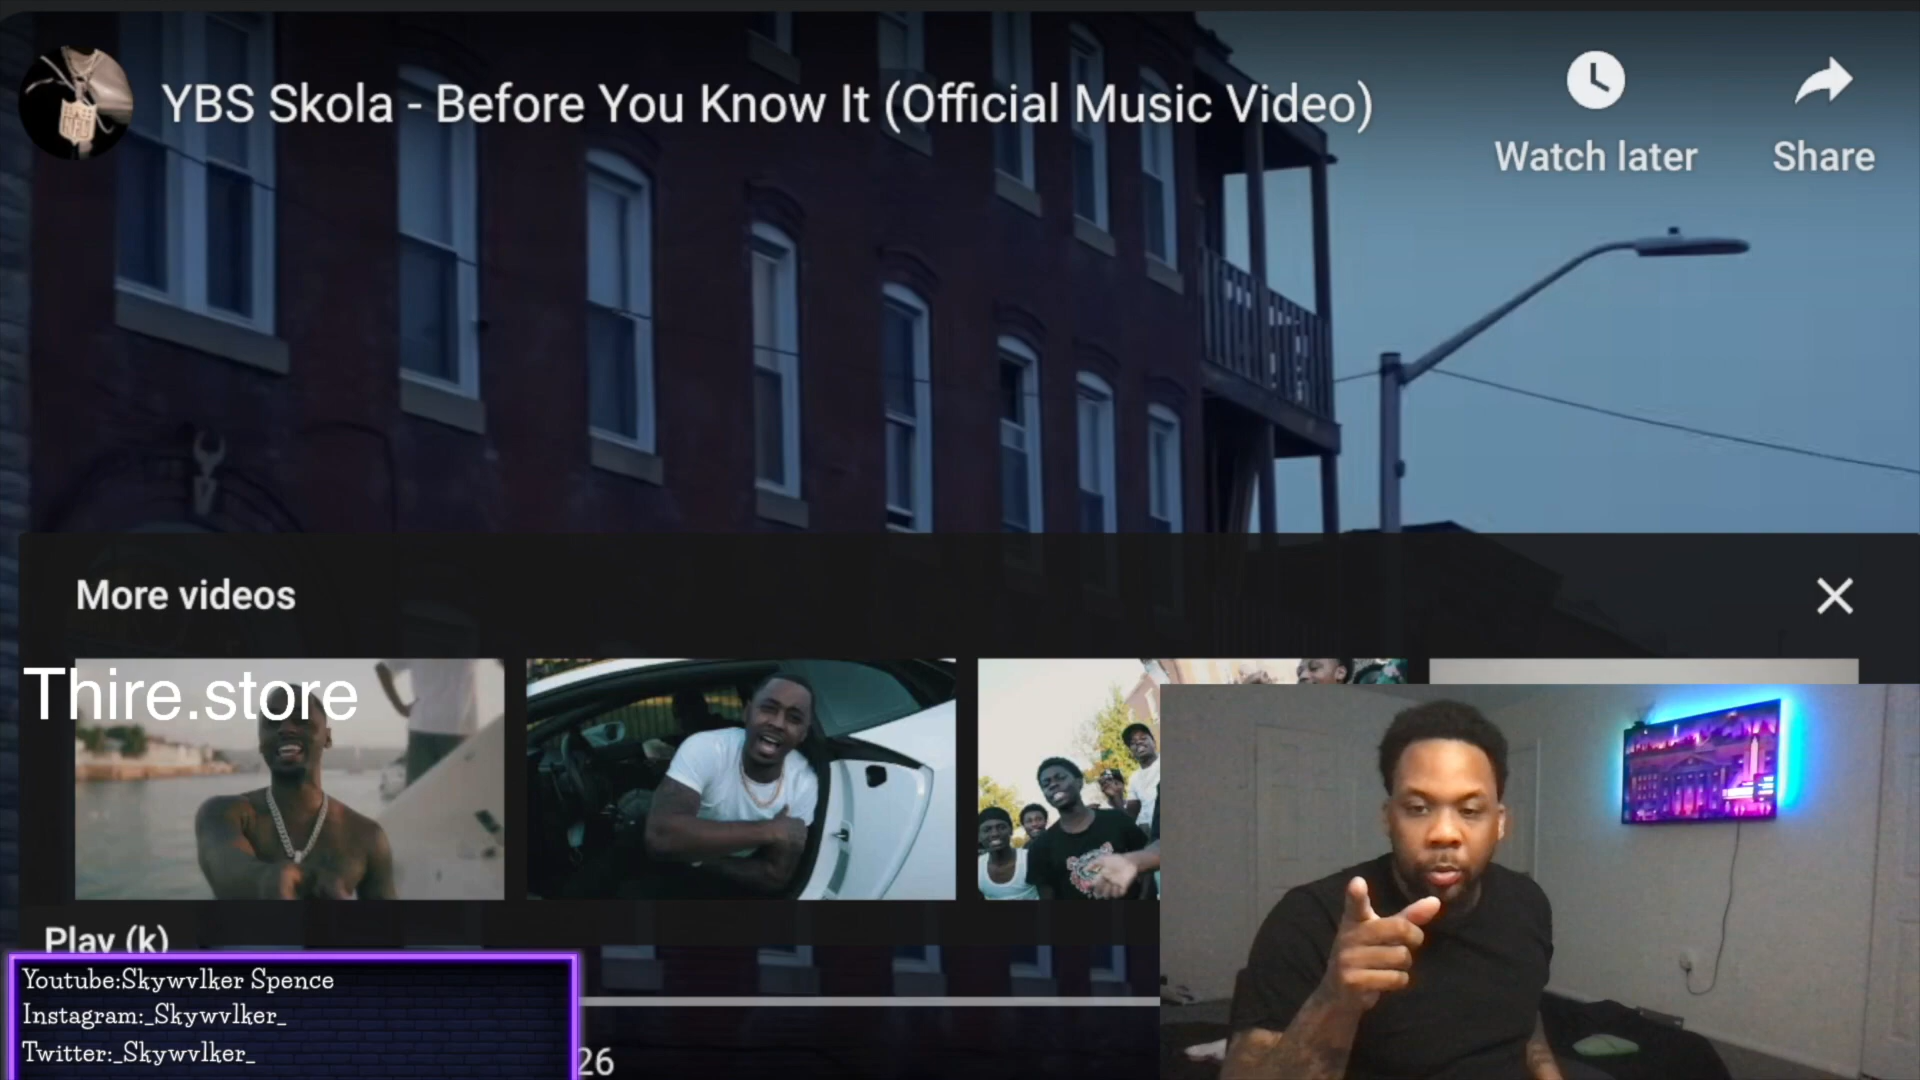 YBS Skola - Before You Know It (Official Music Video)
Watch later
Share
More videos
Thire.store
Play (k)
Youtube:Skywvlker Spence
Instagram:_Skywvlker_
Twitter:_Skywvlker_
26